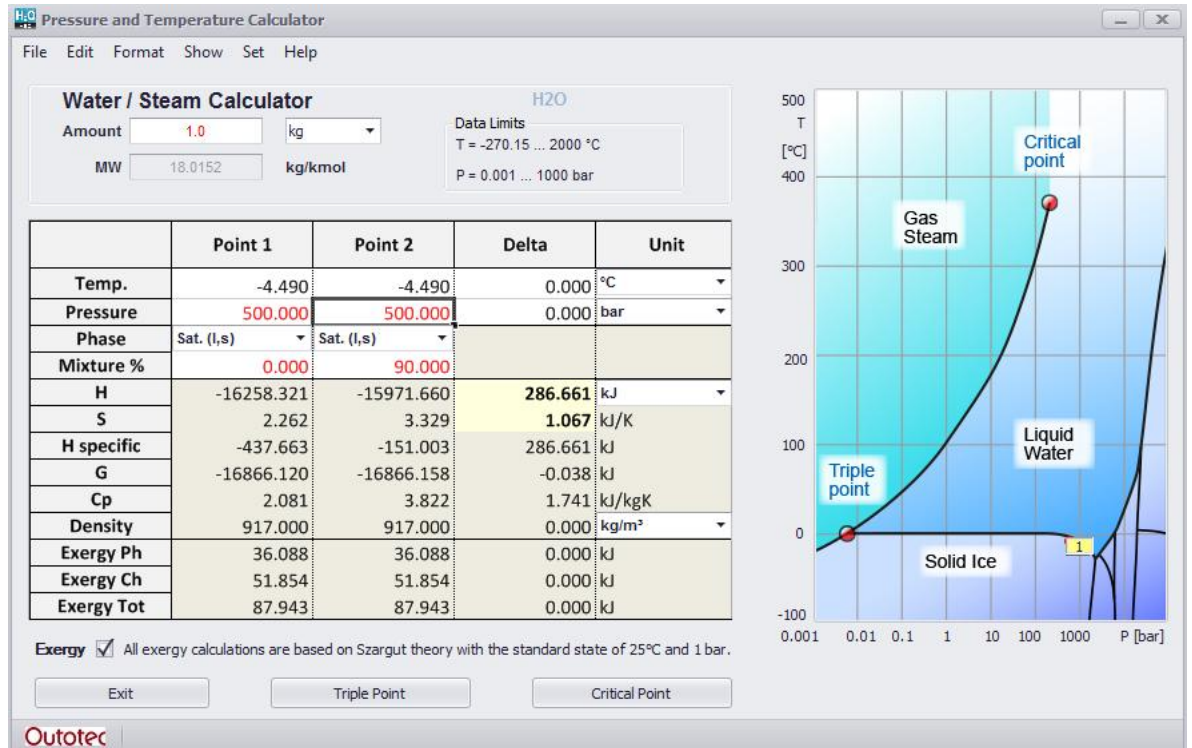 H2O Pressure and Temperature Calculator
File Edit Format Show Set Help
Water / Steam Calculator
H2O
Amount 1.0 kg
MW 18.0152 kg/kmol
Data Limits
T = -270.15 ... 2000 °C
P = 0.001 ... 1000 bar
Point 1 Point 2 Delta Unit
Temp. -4.490 -4.490 0.000 °C
Pressure 500.000 500.000 0.000 bar
Phase Sat. (l,s) Sat. (l,s)
Mixture % 0.000 90.000
H -16258.321 -15971.660 286.661 kJ
S 2.262 3.329 1.067 kJ/K
H specific -437.663 -151.003 286.661 kJ
G -16866.120 -16866.158 -0.038 kJ
Cp 2.081 3.822 1.741 kJ/kgK
Density 917.000 917.000 0.000 kg/m³
Exergy Ph 36.088 36.088 0.000 kJ
Exergy Ch 51.854 51.854 0.000 kJ
Exergy Tot 87.943 87.943 0.000 kJ
Exergy All exergy calculations are based on Szargut theory with the standard state of 25°C and 1 bar.
Exit Triple Point Critical Point
Outotec
500
T
[°C]
400
300
200
100
0
-100
Critical
point
Gas
Steam
Liquid
Water
Triple
point
1
Solid Ice
0.001 0.01 0.1 1 10 100 1000 P [bar]